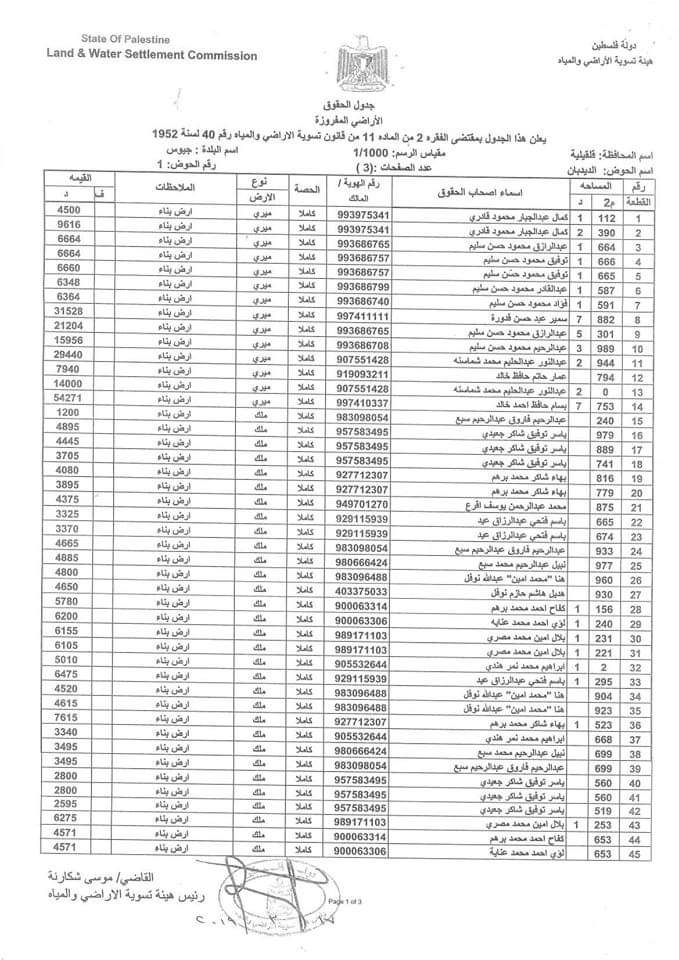 State Of Palestine
Land & Water Settlement Commission
دولة فلسطين
هيئة تسوية الأراضي والمياه
جدول الحقوق
الأراضي المفروزة
يعلن هذا الجدول بمقتضى الفقره 2 من الماده 11 من قانون تسوية الاراضي والمياه رقم 40 لسنة 1952
اسم المحافظة: قلقيلية مقياس الرسم: 1/1000 اسم البلدة : جيوس
اسم الحوض: الديدبان عدد الصفحات : ( 3 ) رقم الحوض: 1
رقم القطعة المساحه م2 د اسماء اصحاب الحقوق رقم الهوية / المالك الحصة نوع الارض الملاحظات القيمه ف د
1 112 1 كمال عبدالجبار محمود قادري 993975341 كاملا ميري ارض بناء 4500
2 390 2 كمال عبدالجبار محمود قادري 993975341 كاملا ميري ارض بناء 9616
3 664 1 عبدالرازق محمود حسن سليم 993686765 كاملا ميري ارض بناء 6664
4 666 1 توفيق محمود حسن سليم 993686757 كاملا ميري ارض بناء 6664
5 665 1 توفيق محمود حسن سليم 993686757 كاملا ميري ارض بناء 6660
6 587 1 عبدالقادر محمود حسن سليم 993686799 كاملا ميري ارض بناء 6348
7 591 1 فؤاد محمود حسن سليم 993686740 كاملا ميري ارض بناء 6364
8 882 7 سمير عبد حسن قدورة 997411111 كاملا ميري ارض بناء 31528
9 301 5 عبدالرازق محمود حسن سليم 993686765 كاملا ميري ارض بناء 21204
10 989 3 عبدالرحيم محمود حسن سليم 993686708 كاملا ميري ارض بناء 15956
11 944 2 عبدالنور عبدالحليم محمد شماسنه 907551428 كاملا ميري ارض بناء 29440
12 794 عمار حاتم حافظ خالد 919093211 كاملا ميري ارض بناء 7940
13 0 2 عبدالنور عبدالحليم محمد شماسنه 907551428 كاملا ميري ارض بناء 14000
14 753 7 بسام حافظ احمد خالد 997410337 كاملا ميري ارض بناء 54271
15 240 عبدالرحيم فاروق عبدالرحيم سبع 983098054 كاملا ملك ارض بناء 1200
16 979 ياسر توفيق شاكر جعيدي 957583495 كاملا ملك ارض بناء 4895
17 889 ياسر توفيق شاكر جعيدي 957583495 كاملا ملك ارض بناء 4445
18 741 ياسر توفيق شاكر جعيدي 957583495 كاملا ملك ارض بناء 3705
19 816 بهاء شاكر محمد برهم 927712307 كاملا ملك ارض بناء 4080
20 779 بهاء شاكر محمد برهم 927712307 كاملا ملك ارض بناء 3895
21 875 محمد عبدالرحمن يوسف اقرع 949701270 كاملا ملك ارض بناء 4375
22 665 باسم فتحي عبدالرزاق عيد 929115939 كاملا ملك ارض بناء 3325
23 674 باسم فتحي عبدالرزاق عيد 929115939 كاملا ملك ارض بناء 3370
24 933 عبدالرحيم فاروق عبدالرحيم سبع 983098054 كاملا ملك ارض بناء 4665
25 977 نبيل عبدالرحيم محمد سبع 980666424 كاملا ملك ارض بناء 4885
26 960 هنا "محمد امين" عبدالله نوفل 983096488 كاملا ملك ارض بناء 4800
27 930 هديل هاشم حازم نوفل 403375033 كاملا ملك ارض بناء 4650
28 156 1 كفاح احمد محمد برهم 900063314 كاملا ملك ارض بناء 5780
29 240 1 لؤي احمد محمد عنايه 900063306 كاملا ملك ارض بناء 6200
30 231 1 بلال امين محمد مصري 989171103 كاملا ملك ارض بناء 6155
31 221 1 بلال امين محمد مصري 989171103 كاملا ملك ارض بناء 6105
32 2 1 ابراهيم محمد نمر هندي 905532644 كاملا ملك ارض بناء 5010
33 295 1 باسم فتحي عبدالرزاق عيد 929115939 كاملا ملك ارض بناء 6475
34 904 هنا "محمد امين" عبدالله نوفل 983096488 كاملا ملك ارض بناء 4520
35 923 هنا "محمد امين" عبدالله نوفل 983096488 كاملا ملك ارض بناء 4615
36 523 1 بهاء شاكر محمد برهم 927712307 كاملا ملك ارض بناء 7615
37 668 ابراهيم محمد نمر هندي 905532644 كاملا ملك ارض بناء 3340
38 699 نبيل عبدالرحيم محمد سبع 980666424 كاملا ملك ارض بناء 3495
39 699 عبدالرحيم فاروق عبدالرحيم سبع 983098054 كاملا ملك ارض بناء 3495
40 560 ياسر توفيق شاكر جعيدي 957583495 كاملا ملك ارض بناء 2800
41 560 ياسر توفيق شاكر جعيدي 957583495 كاملا ملك ارض بناء 2800
42 519 ياسر توفيق شاكر جعيدي 957583495 كاملا ملك ارض بناء 2595
43 253 1 بلال امين محمد مصري 989171103 كاملا ملك ارض بناء 6275
44 653 كفاح احمد محمد برهم 900063314 كاملا ملك ارض بناء 4571
45 653 لؤي احمد محمد عناية 900063306 كاملا ملك ارض بناء 4571
القاضي/ موسى شكارنة
رئيس هيئة تسوية الاراضي والمياه
Page 1 of 3